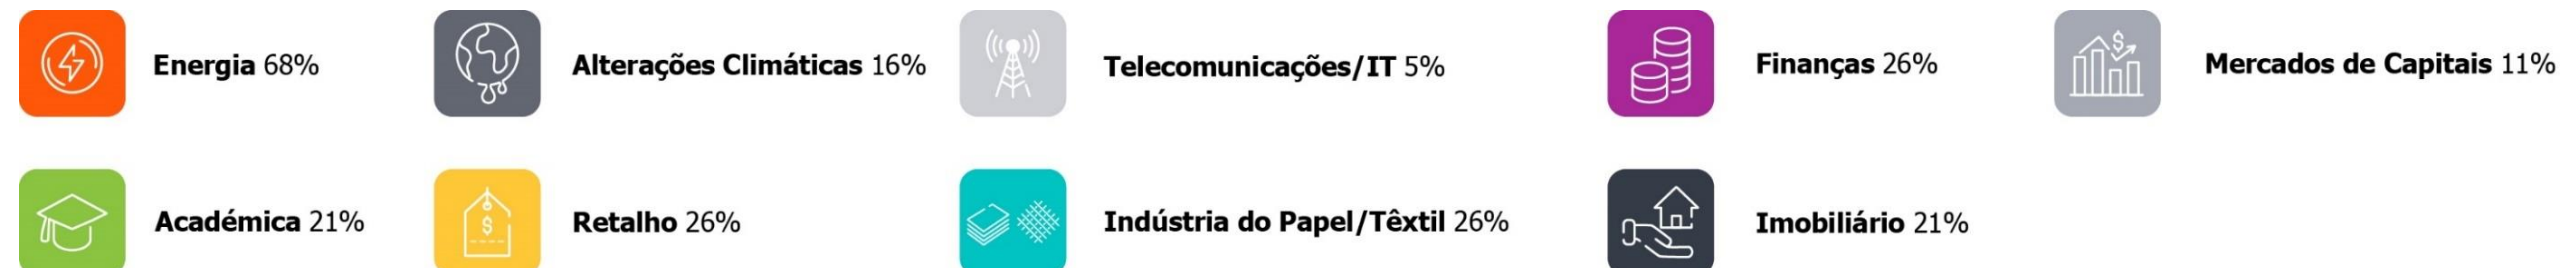 Energia 68%
Alterações Climáticas 16%
Telecomunicações/IT 5%
Finanças 26%
Mercados de Capitais 11%
Académica 21%
Retalho 26%
Indústria do Papel/Têxtil 26%
Imobiliário 21%